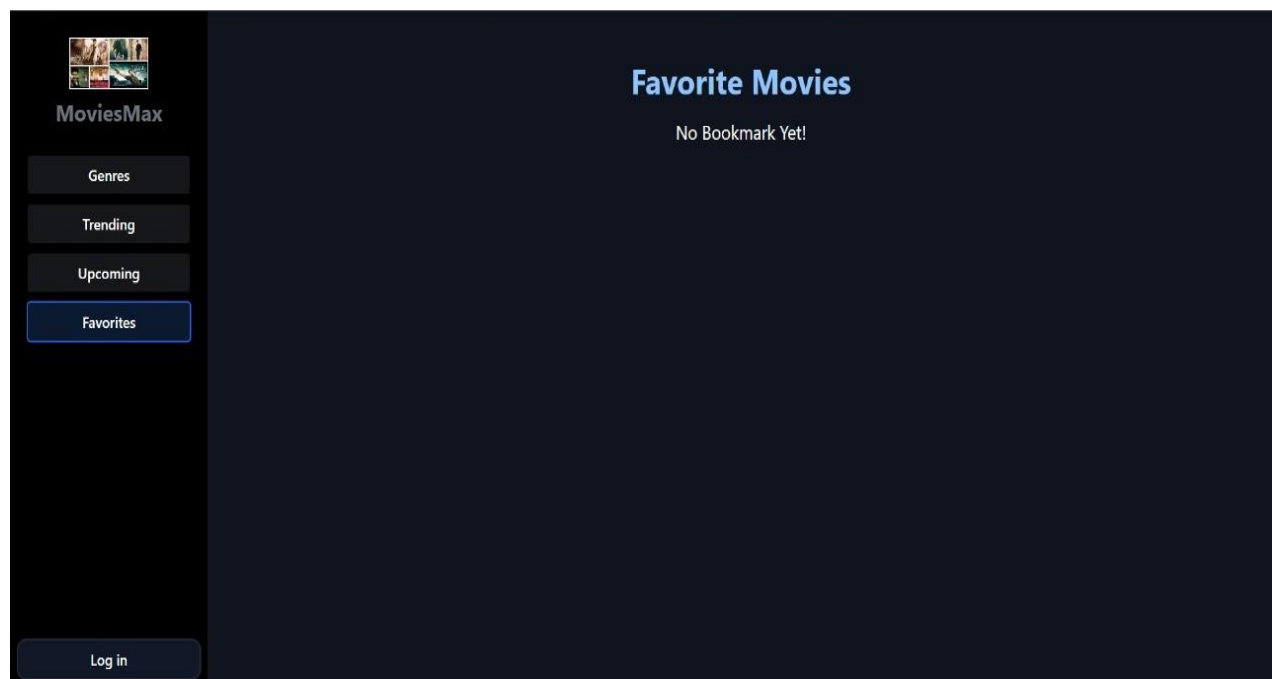 MoviesMax
Genres
Trending
Upcoming
Favorites
Log in
Favorite Movies
No Bookmark Yet!